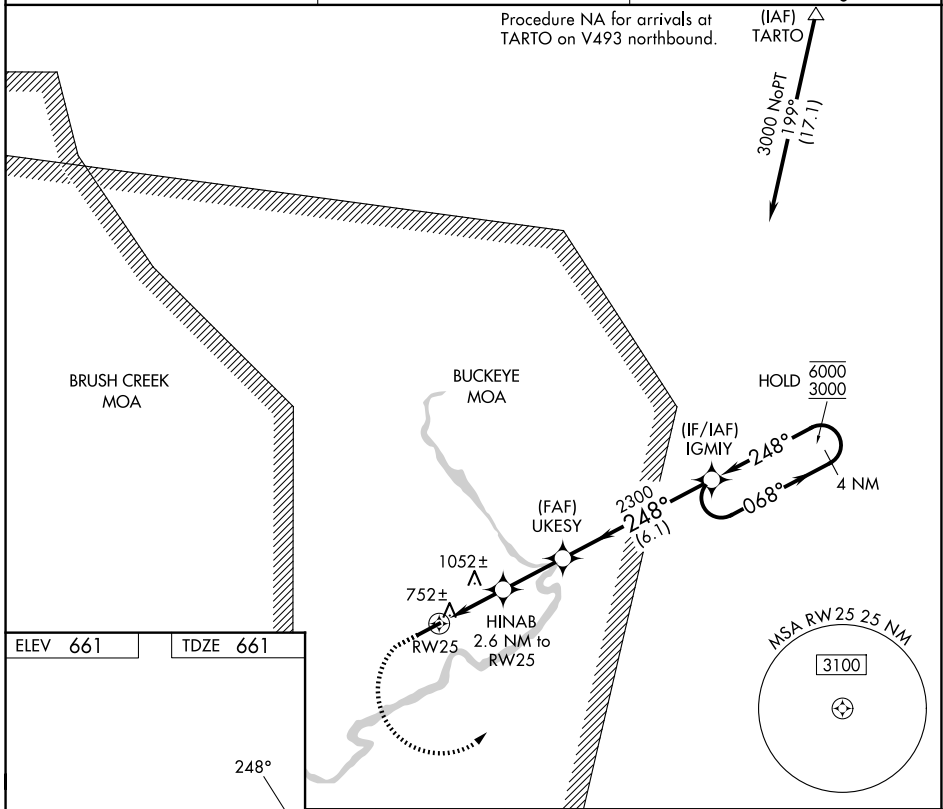 Procedure NA for arrivals at
TARTO on V493 northbound.
(IAF)
TARTO
3000 NoPT
199°
(17.1)
BRUSH CREEK
MOA
BUCKEYE
MOA
HOLD
6000
3000
(IF/IAF)
IGMIY
248°
068°
4 NM
2300
248°
(6.1)
(FAF)
UKESY
1052±
752±
HINAB
2.6 NM to
RW25
RW25
MSA RW 25 25 NM
3100
ELEV 661
TDZE 661
248°